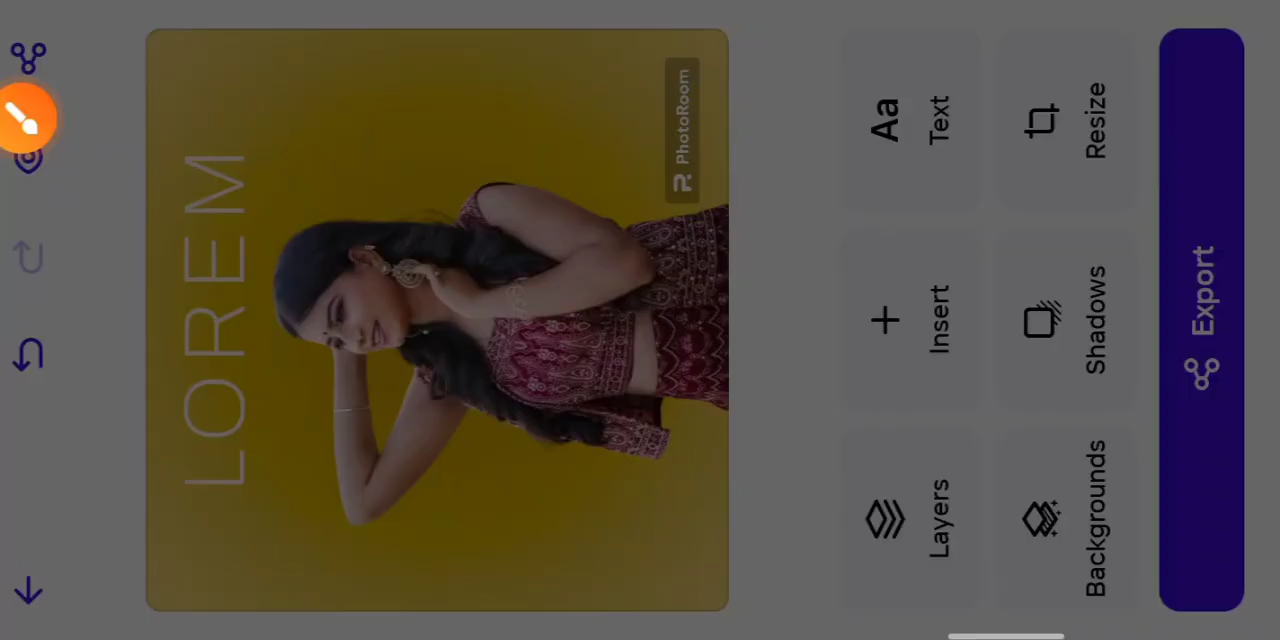 LOREM
PhotoRoom
Layers
Insert
Aa
Text
Backgrounds
Shadows
Resize
Export